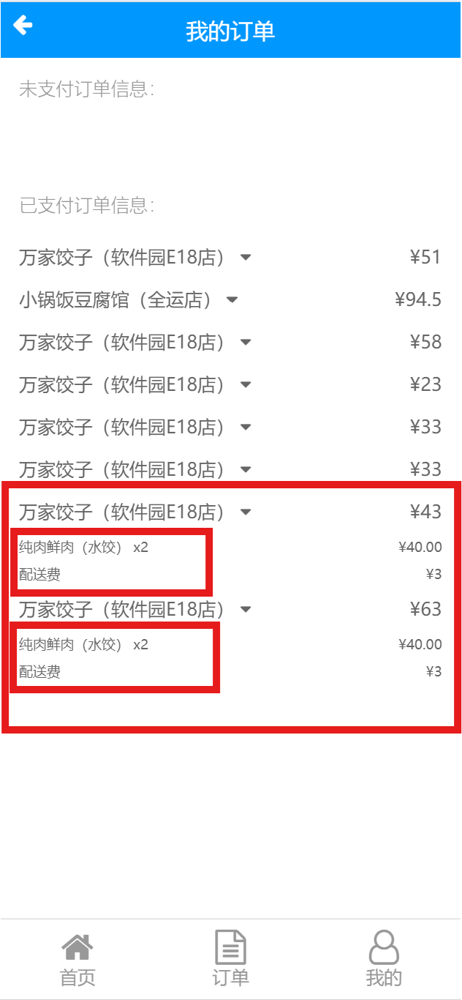 我的订单
未支付订单信息：
已支付订单信息：
万家饺子（软件园E18店） ¥51
小锅饭豆腐馆（全运店） ¥94.5
万家饺子（软件园E18店） ¥58
万家饺子（软件园E18店） ¥23
万家饺子（软件园E18店） ¥33
万家饺子（软件园E18店） ¥33
万家饺子（软件园E18店） ¥43
纯肉鲜肉（水饺） x2 ¥40.00
配送费 ¥3
万家饺子（软件园E18店） ¥63
纯肉鲜肉（水饺） x2 ¥40.00
配送费 ¥3
首页 订单 我的